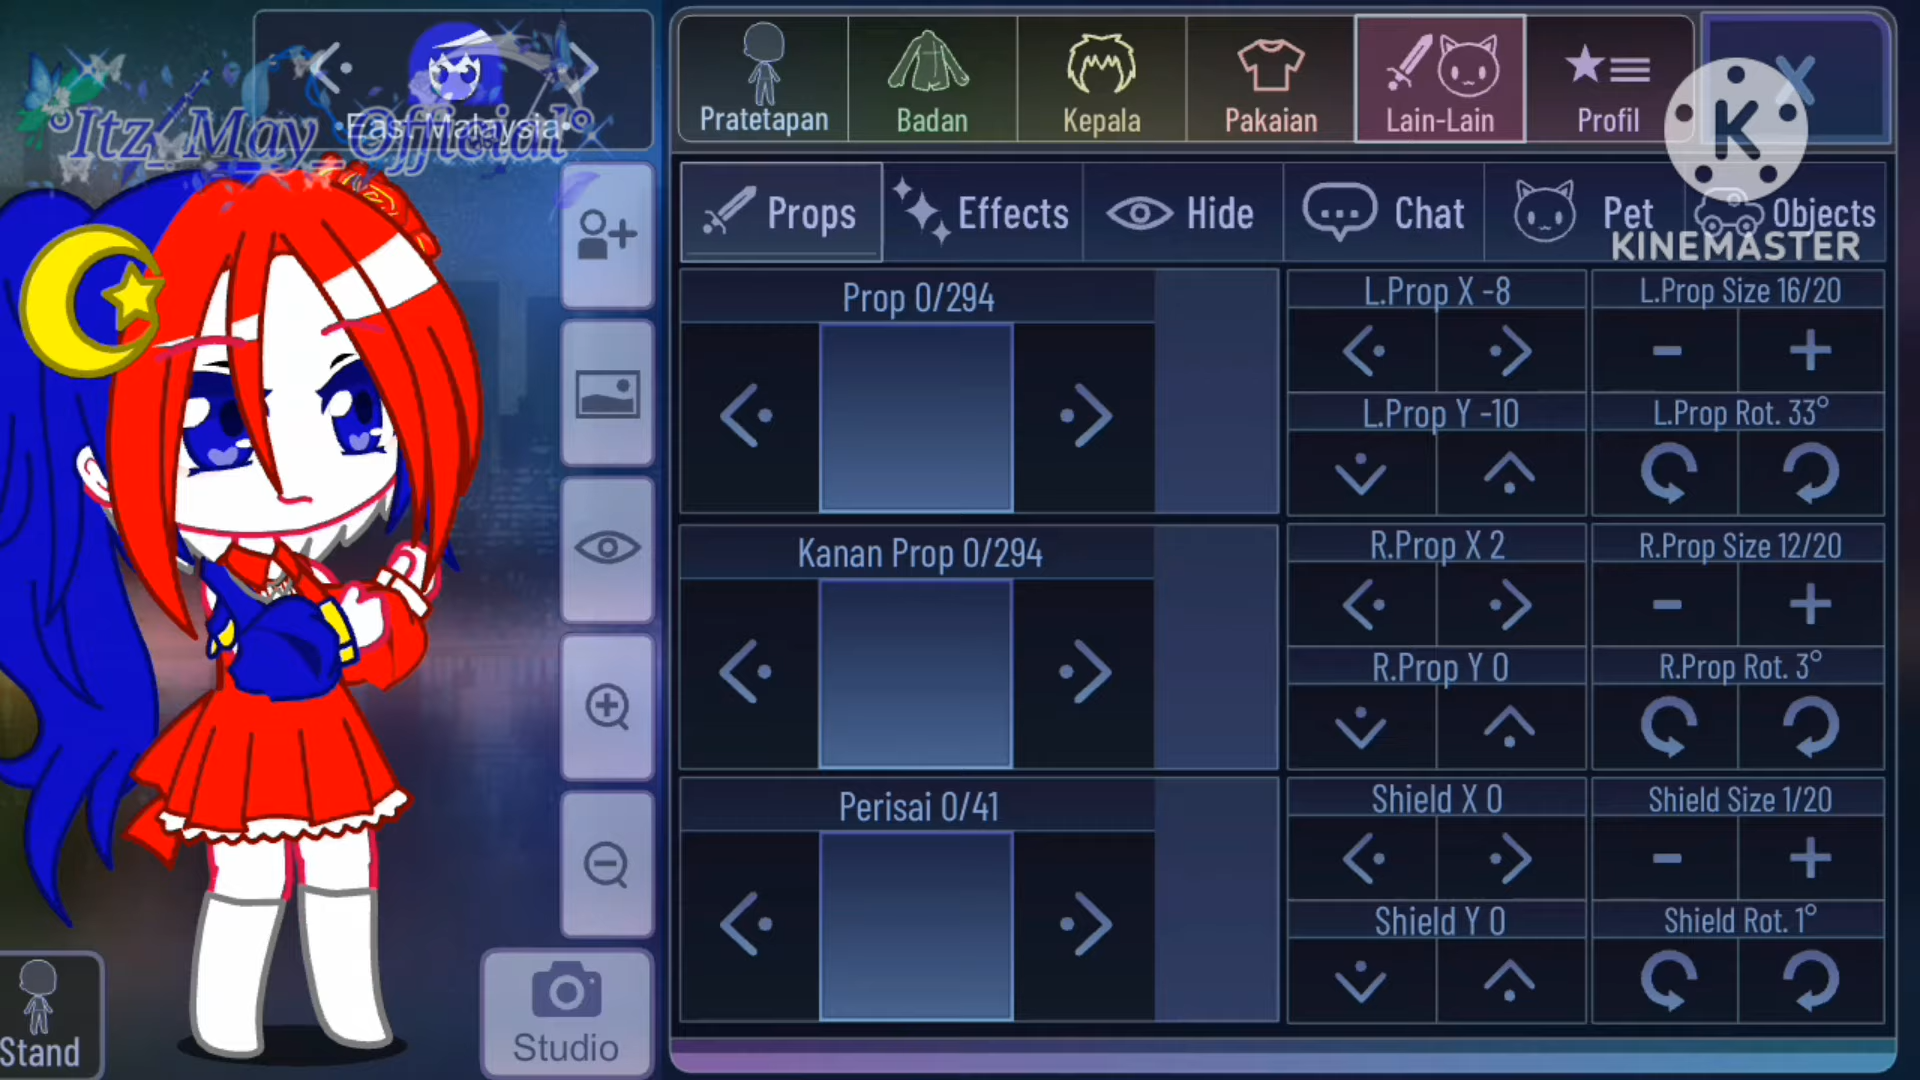 •East Malaysia•
°Itz_May_Official°
Pratetapan
Badan
Kepala
Pakaian
Lain-Lain
Profil
X
K
KINEMASTER
Props
Effects
Hide
Chat
Pet
Objects
Prop 0/294
L.Prop X -8
L.Prop Size 16/20
L.Prop Y -10
L.Prop Rot. 33°
Kanan Prop 0/294
R.Prop X 2
R.Prop Size 12/20
R.Prop Y 0
R.Prop Rot. 3°
Perisai 0/41
Shield X 0
Shield Size 1/20
Shield Y 0
Shield Rot. 1°
Stand
Studio